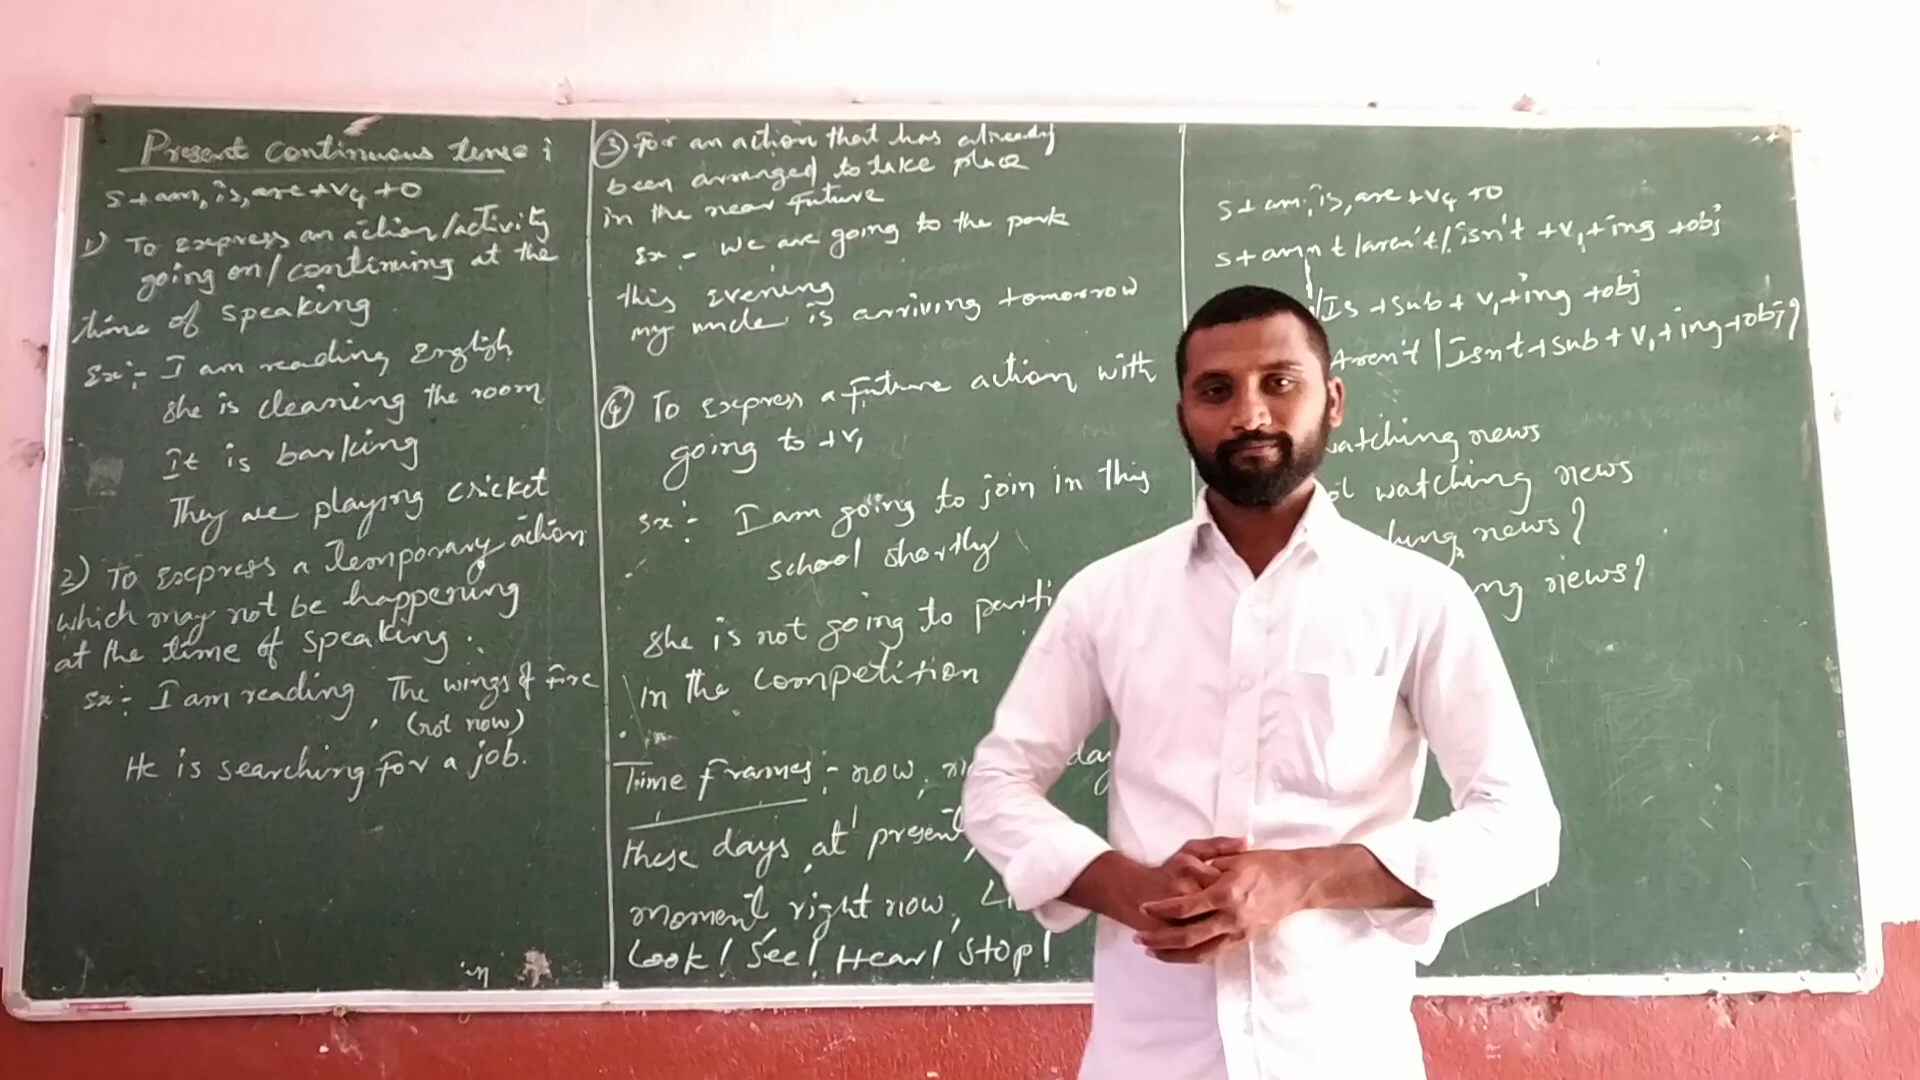 Present continuous tense :
S+am, is, are +V4 +O
1) To express an action/activity
going on/continuing at the
time of speaking
Ex:- I am reading English
she is cleaning the room
It is barking
They are playing cricket
2) To express a temporary action
which may not be happening
at the time of speaking.
Ex:- I am reading The wings of Fire
(not now)
He is searching for a job.
③ For an action that has already
been arranged to take place
in the near future
Ex:- we are going to the park
this evening
my uncle is arriving tomorrow
④ To express a future action with
going to +V1
Ex:- I am going to join in this
school shortly
she is not going to parti
in the competition
Time frames:- now,
these days, at present,
moment, right now,
Look! See! Hear! Stop!
S+am, is, are +V4 +O
S+amn't/aren't/isn't +V1+ing +obj
/Is +Sub+V1+ing +obj
Aren't/Isn't+Sub+V1+ing+obj?
watching news
watching news
news?
news?